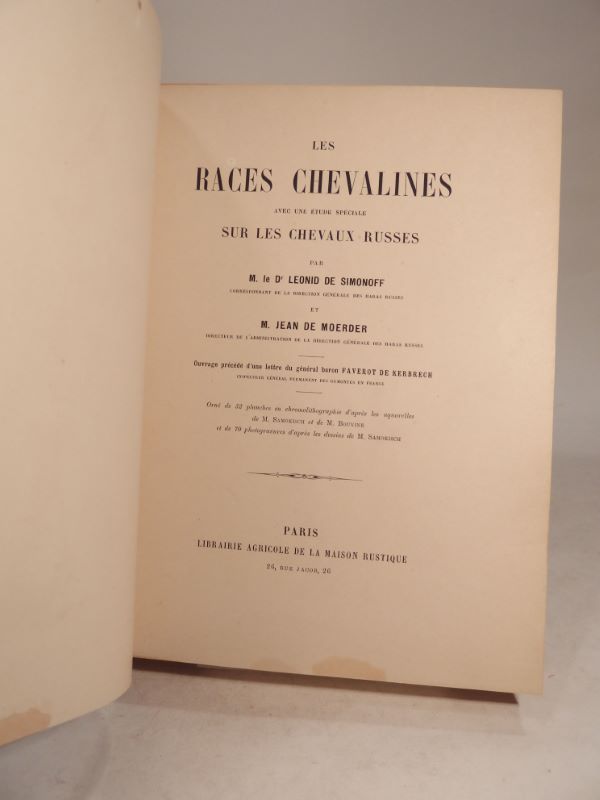 LES
RACES CHEVALINES
AVEC UNE ÉTUDE SPÉCIALE
SUR LES CHEVAUX RUSSES
PAR
M. le Dr LEONID DE SIMONOFF
CORRESPONDANT DE LA DIRECTION GÉNÉRALE DES HARAS RUSSES
ET
M. JEAN DE MOERDER
DIRECTEUR DE L'ADMINISTRATION DE LA DIRECTION GÉNÉRALE DES HARAS RUSSES
Ouvrage précédé d'une lettre du général baron FAVEROT DE KERBRECH
INSPECTEUR GÉNÉRAL PERMANENT DES REMONTES EN FRANCE
Orné de 32 planches en chromolithographie d'après les aquarelles
de M. SAMOKISCH et de M. BOUNINE
et de 70 photogravures d'après les dessins de M. SAMOKISCH
PARIS
LIBRAIRIE AGRICOLE DE LA MAISON RUSTIQUE
26, RUE JACOB, 26